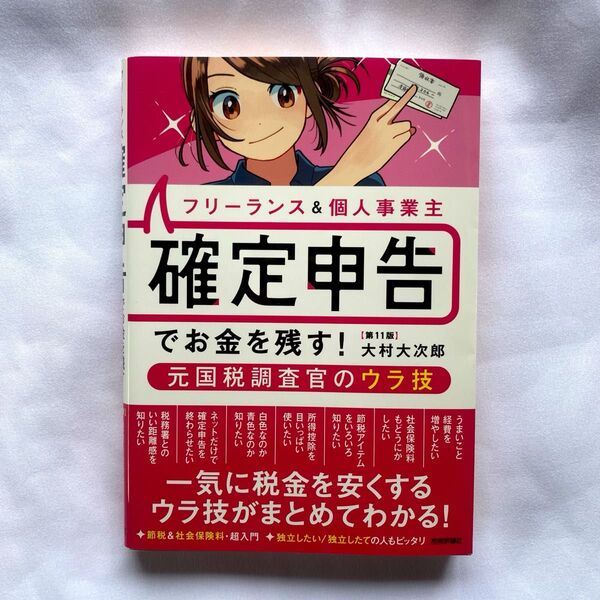 領収書
フリーランス&個人事業主
確定申告
でお金を残す!
【第11版】
大村大次郎
元国税調査官のウラ技
うまいこと
経費を
増やしたい
社会保険料
もどうにか
したい
節税アイテム
をいろいろ
知りたい
所得控除を
目いっぱい
使いたい
白色なのか
青色なのか
知りたい
ネットだけで
確定申告を
終わらせたい
税務署との
いい距離感を
知りたい
一気に税金を安くする
ウラ技がまとめてわかる!
✦節税&社会保険料・超入門 ✦独立したい/独立したての人もピッタリ
技術評論社